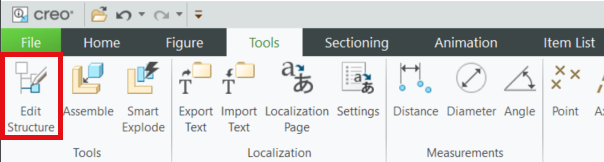 creo
File Home Figure Tools Sectioning Animation Item List
Edit Structure
Assemble
Smart Explode
Export Text
Import Text
Localization Page
Settings
Distance
Diameter
Angle
Point
Tools Localization Measurements